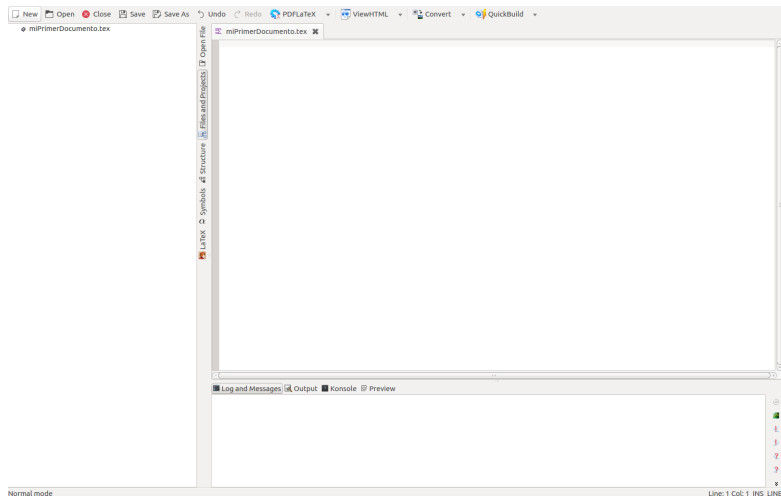 New Open Close Save Save As Undo Redo PDFLaTeX ViewHTML Convert QuickBuild
miPrimerDocumento.tex
Open File
Files and Projects
Structure
Symbols
LaTeX
miPrimerDocumento.tex
Log and Messages Output Konsole Preview
Normal mode
Line: 1 Col: 1 INS LINE